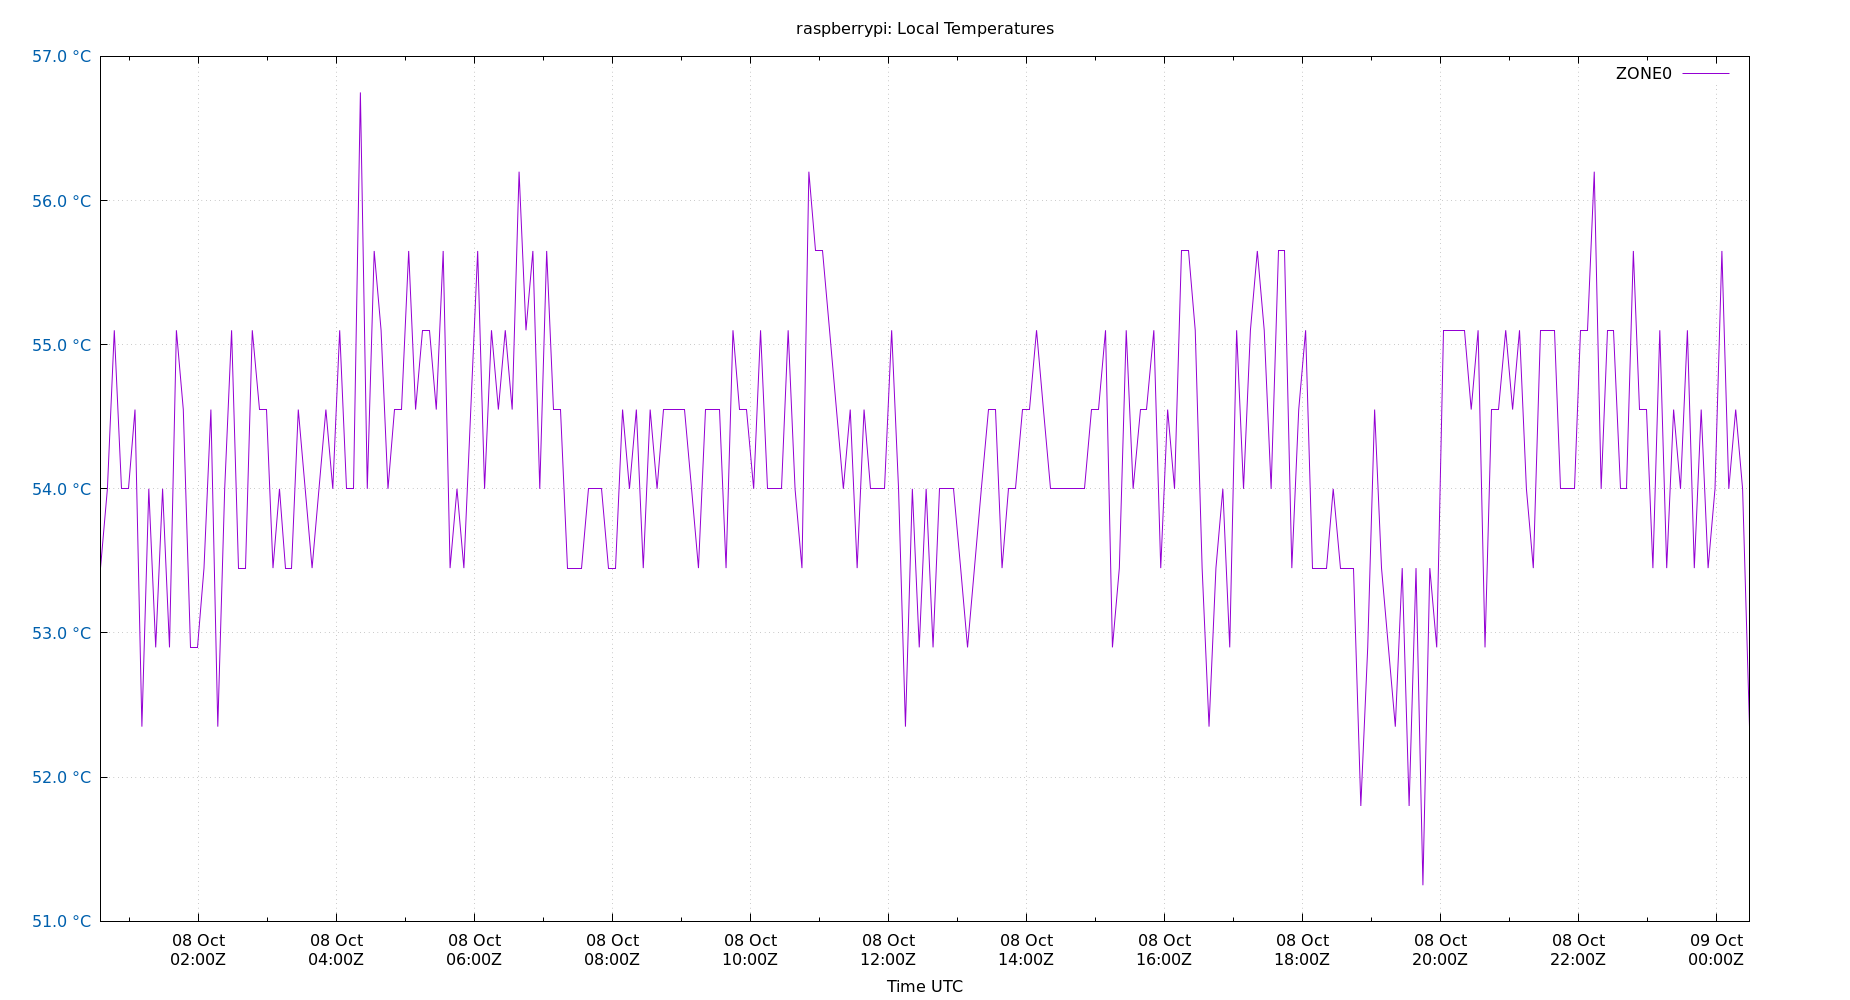 raspberrypi: Local Temperatures
57.0 °C
ZONE0
56.0 °C
55.0 °C
54.0 °C
53.0 °C
52.0 °C
51.0 °C
08 Oct 08 Oct 08 Oct 08 Oct 08 Oct 08 Oct 08 Oct 08 Oct 08 Oct 08 Oct 08 Oct 09 Oct
02:00Z 04:00Z 06:00Z 08:00Z 10:00Z 12:00Z 14:00Z 16:00Z 18:00Z 20:00Z 22:00Z 00:00Z
Time UTC